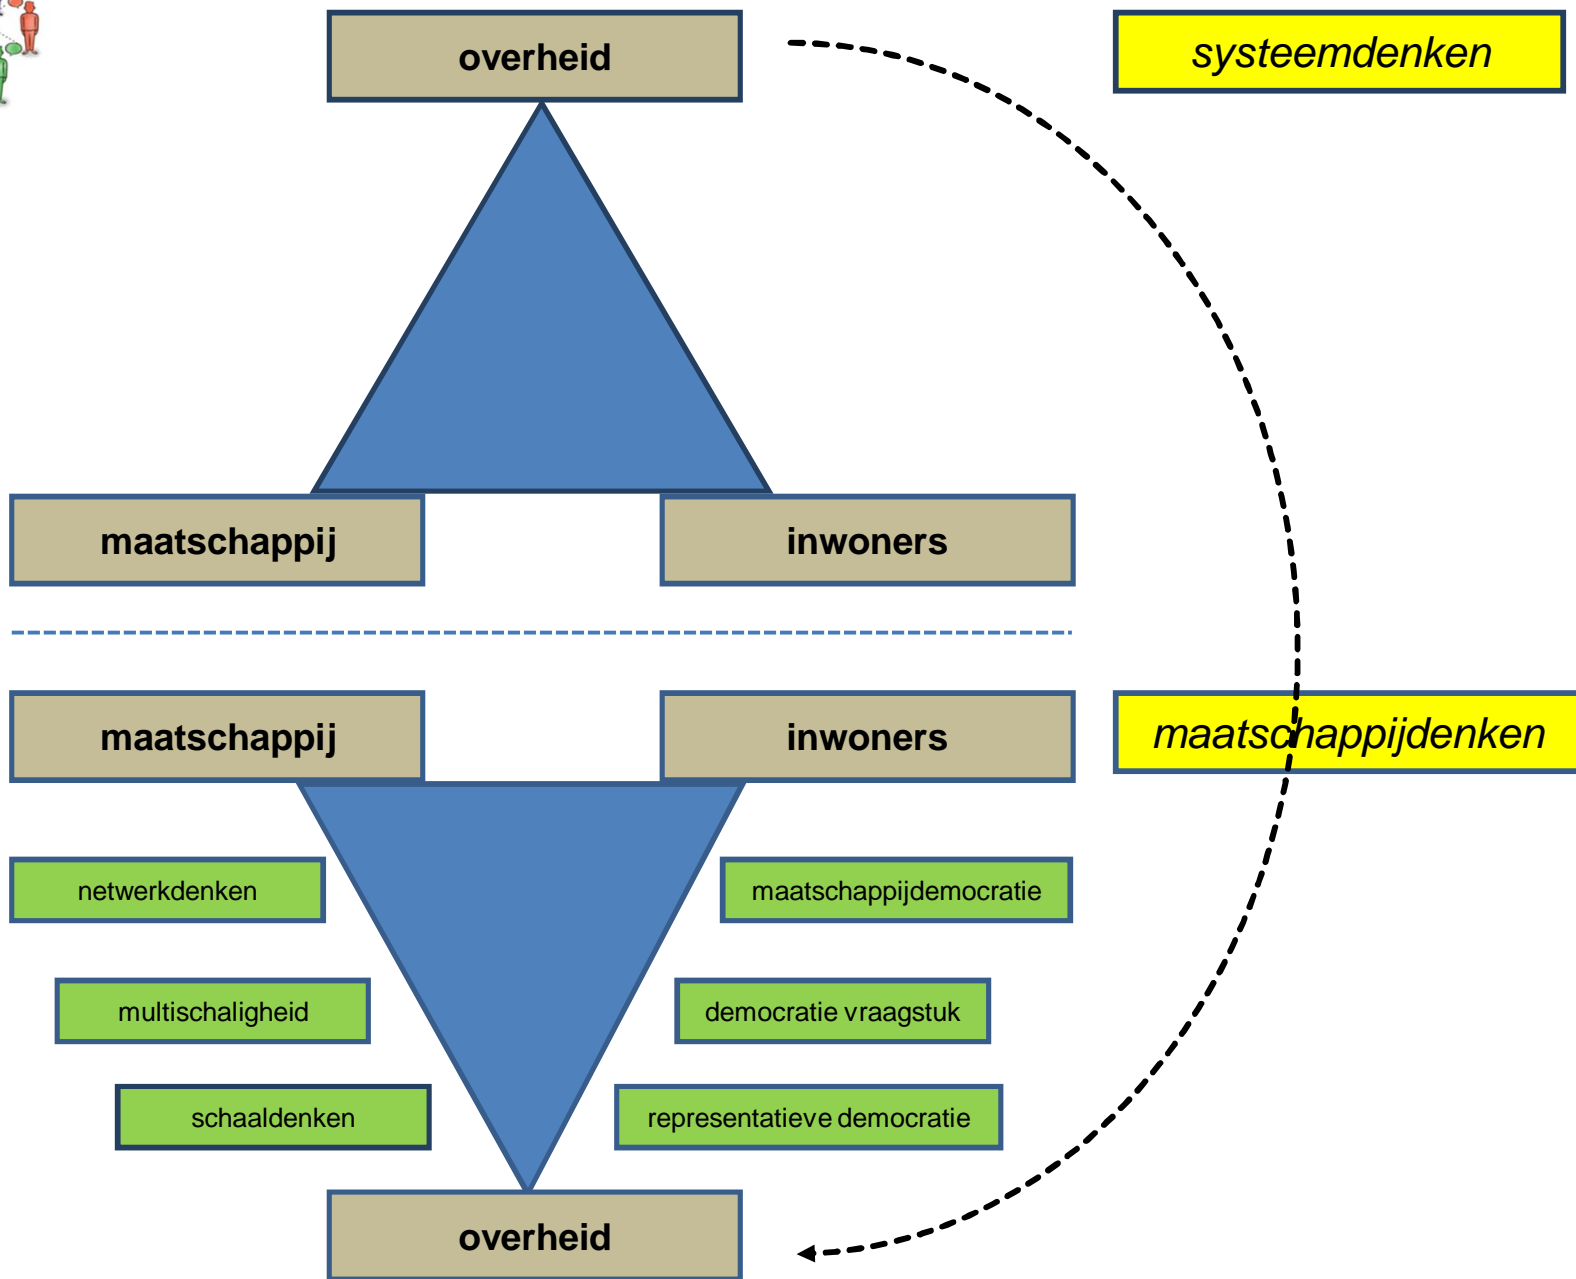 overheid
systeemdenken
maatschappij
inwoners
maatschappij
inwoners
maatschappijdenken
netwerkdenken
maatschappijdemocratie
multischaligheid
democratie vraagstuk
schaaldenken
representatieve democratie
overheid